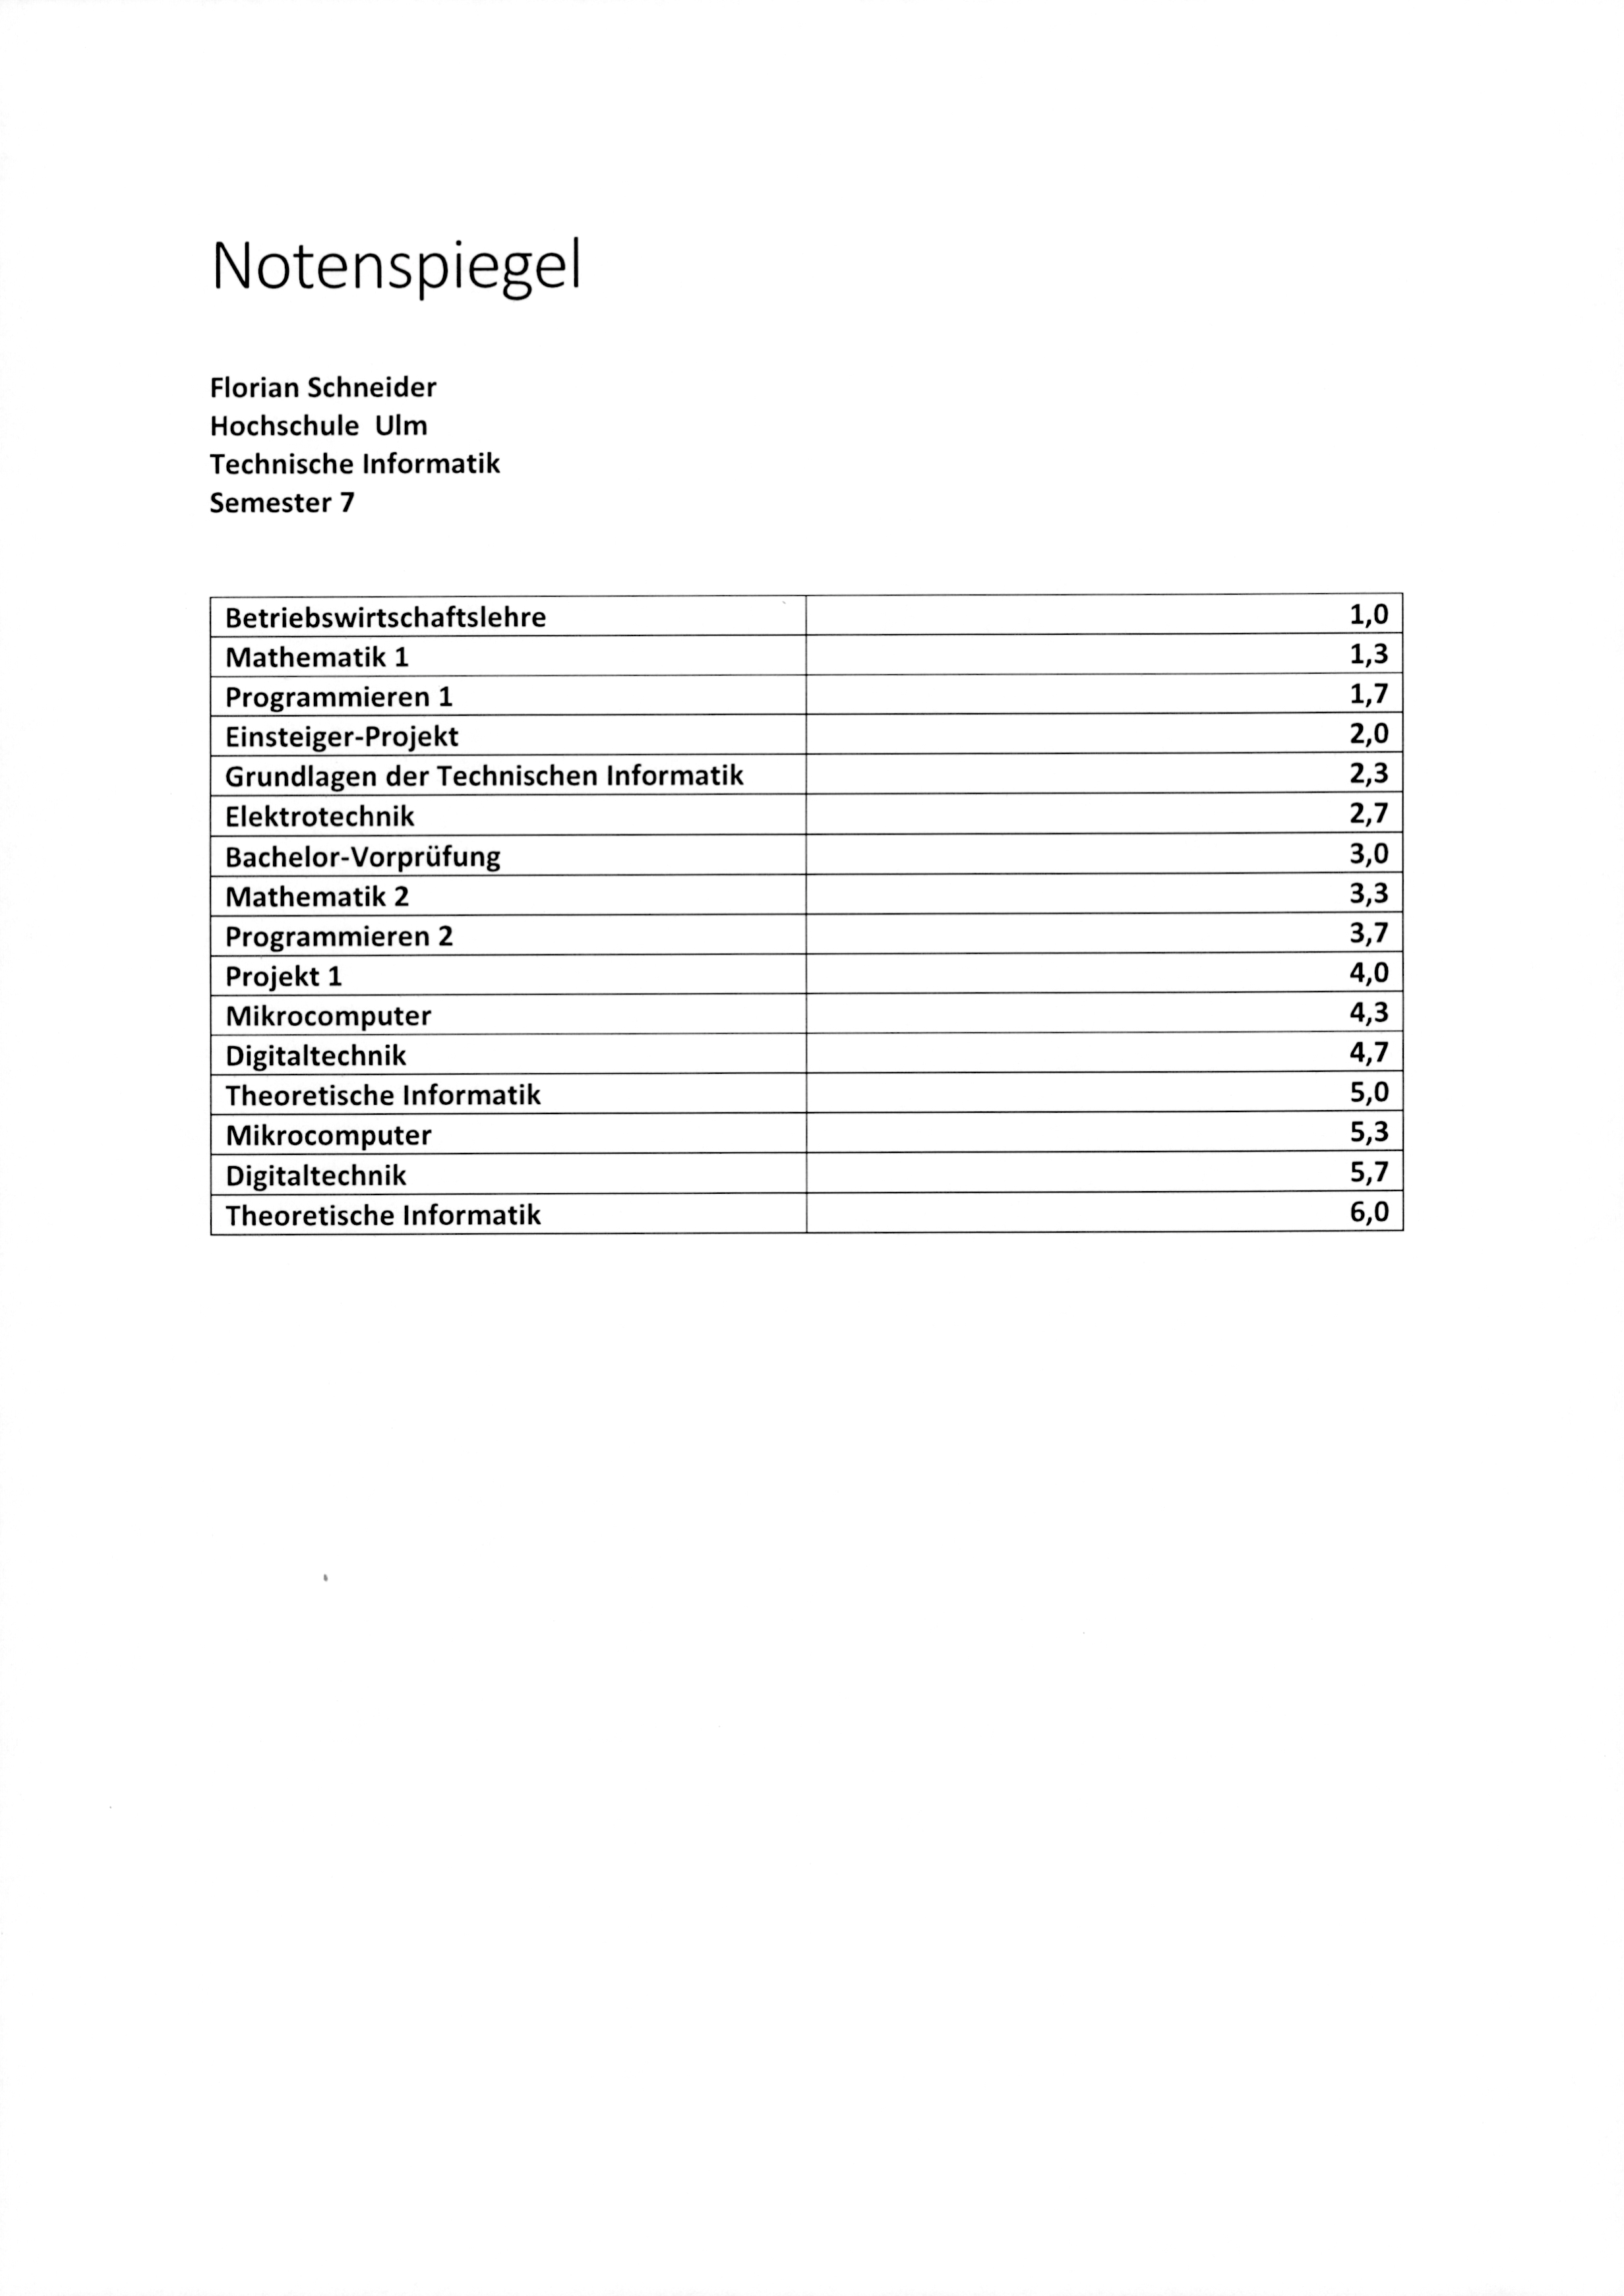 Notenspiegel
Florian Schneider
Hochschule Ulm
Technische Informatik
Semester 7
Betriebswirtschaftslehre 1,0
Mathematik 1 1,3
Programmieren 1 1,7
Einsteiger-Projekt 2,0
Grundlagen der Technischen Informatik 2,3
Elektrotechnik 2,7
Bachelor-Vorprüfung 3,0
Mathematik 2 3,3
Programmieren 2 3,7
Projekt 1 4,0
Mikrocomputer 4,3
Digitaltechnik 4,7
Theoretische Informatik 5,0
Mikrocomputer 5,3
Digitaltechnik 5,7
Theoretische Informatik 6,0